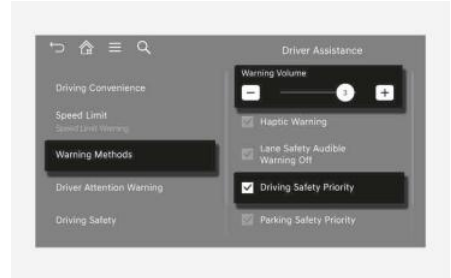 Driver Assistance
Driving Convenience
Speed Limit
Speed Limit Warning
Warning Methods
Driver Attention Warning
Driving Safety
Warning Volume
3
Haptic Warning
Lane Safety Audible
Warning Off
Driving Safety Priority
Parking Safety Priority